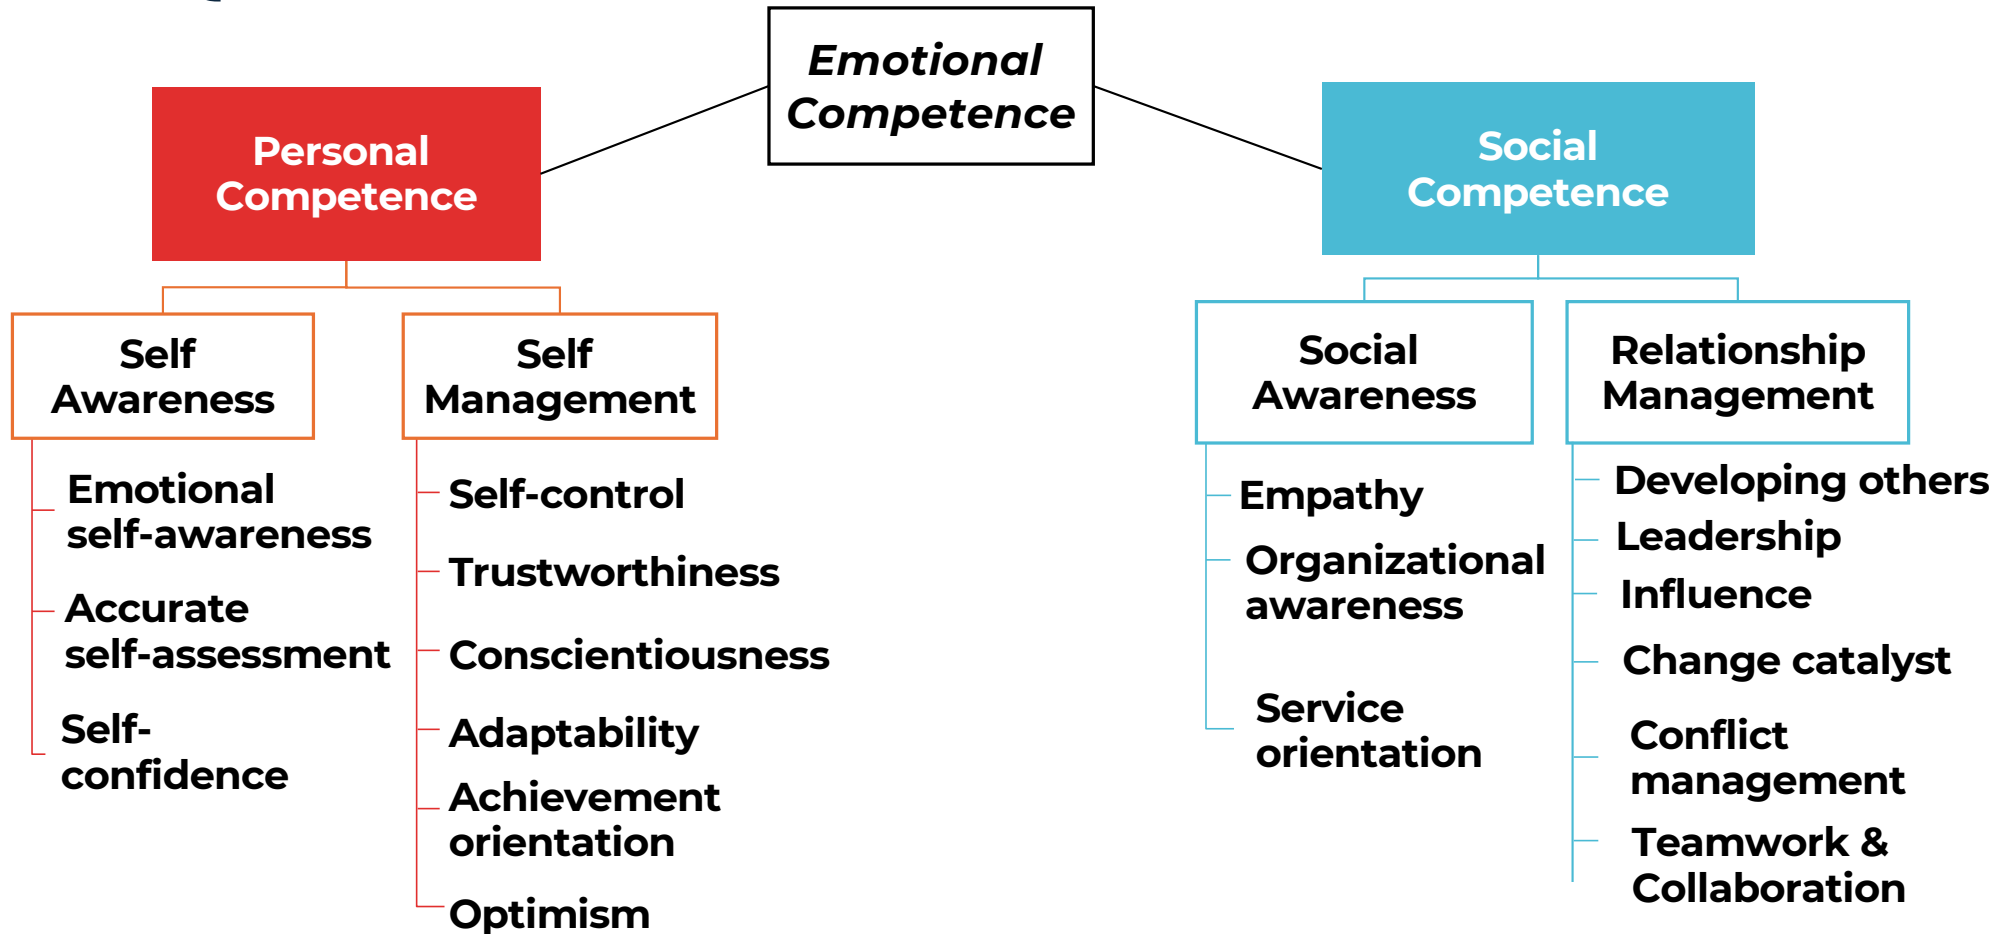 Emotional
Competence
Personal
Competence
Social
Competence
Self
Awareness
Self
Management
Social
Awareness
Relationship
Management
Emotional
self-awareness
Accurate
self-assessment
Self-
confidence
Self-control
Trustworthiness
Conscientiousness
Adaptability
Achievement
orientation
Optimism
Empathy
Organizational
awareness
Service
orientation
Developing others
Leadership
Influence
Change catalyst
Conflict
management
Teamwork &
Collaboration